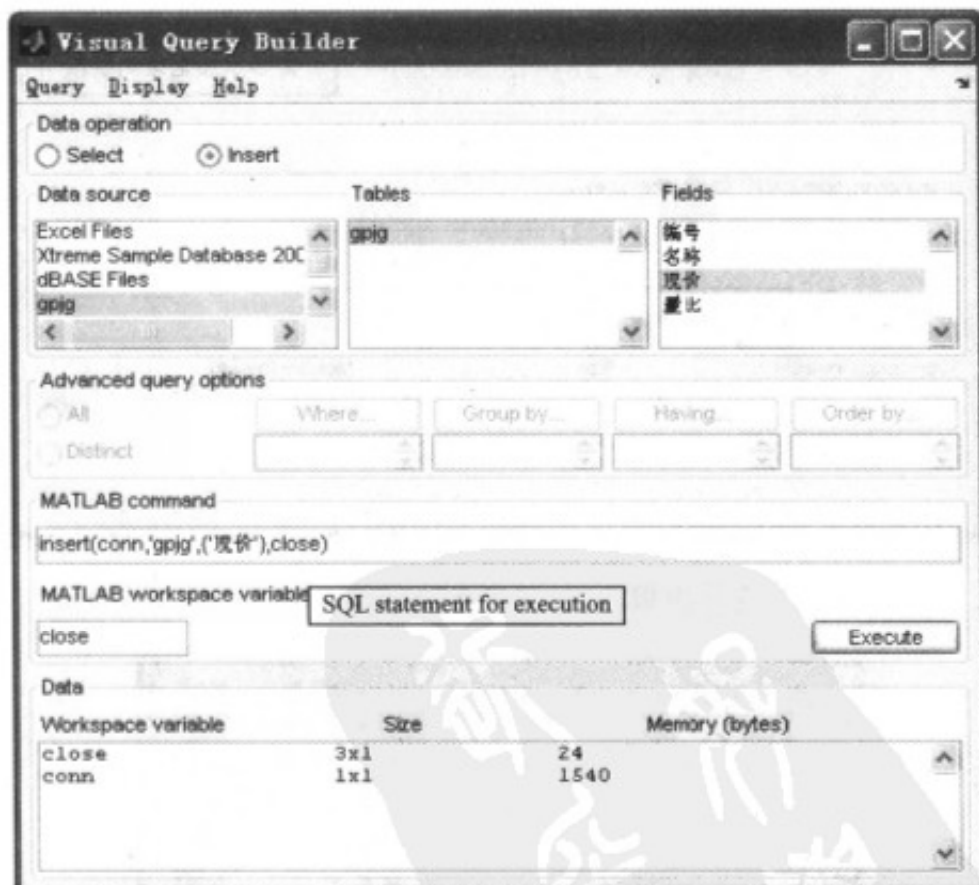 Visual Query Builder
Query Display Help
Data operation
Select Insert
Data source Tables Fields
Excel Files
Xtreme Sample Database 200
dBASE Files
gpjg
gpjg
编号
名称
现价
量比
Advanced query options
All Where... Group by... Having... Order by...
Distinct
MATLAB command
insert(conn,'gpjg',{'现价'},close)
MATLAB workspace variable
SQL statement for execution
close Execute
Data
Workspace variable Size Memory (bytes)
close 3x1 24
conn 1x1 1540